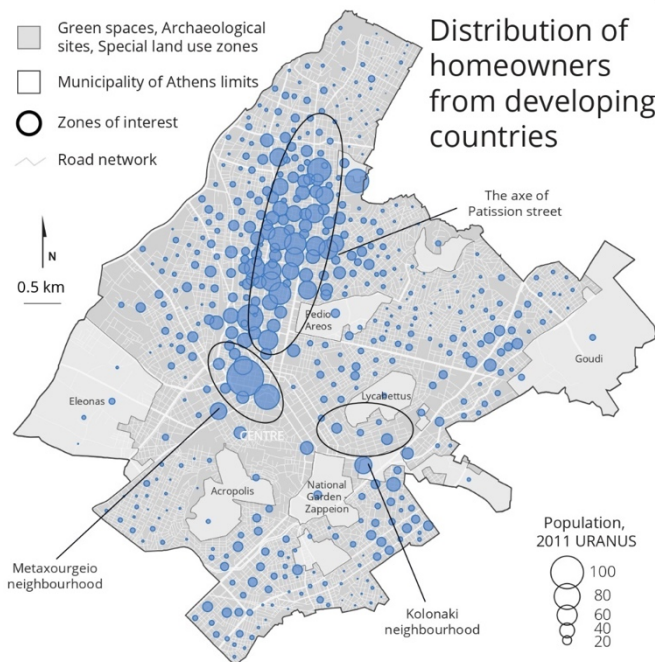 Green spaces, Archaeological
sites, Special land use zones
Municipality of Athens limits
Zones of interest
Road network
Distribution of
homeowners
from developing
countries
N
0.5 km
The axe of
Patission street
Pedio
Areos
Goudi
Eleonas
Lycabettus
CENTRE
Acropolis
National
Garden
Zappeion
Metaxourgeio
neighbourhood
Kolonaki
neighbourhood
Population,
2011 URANUS
100
80
60
40
20